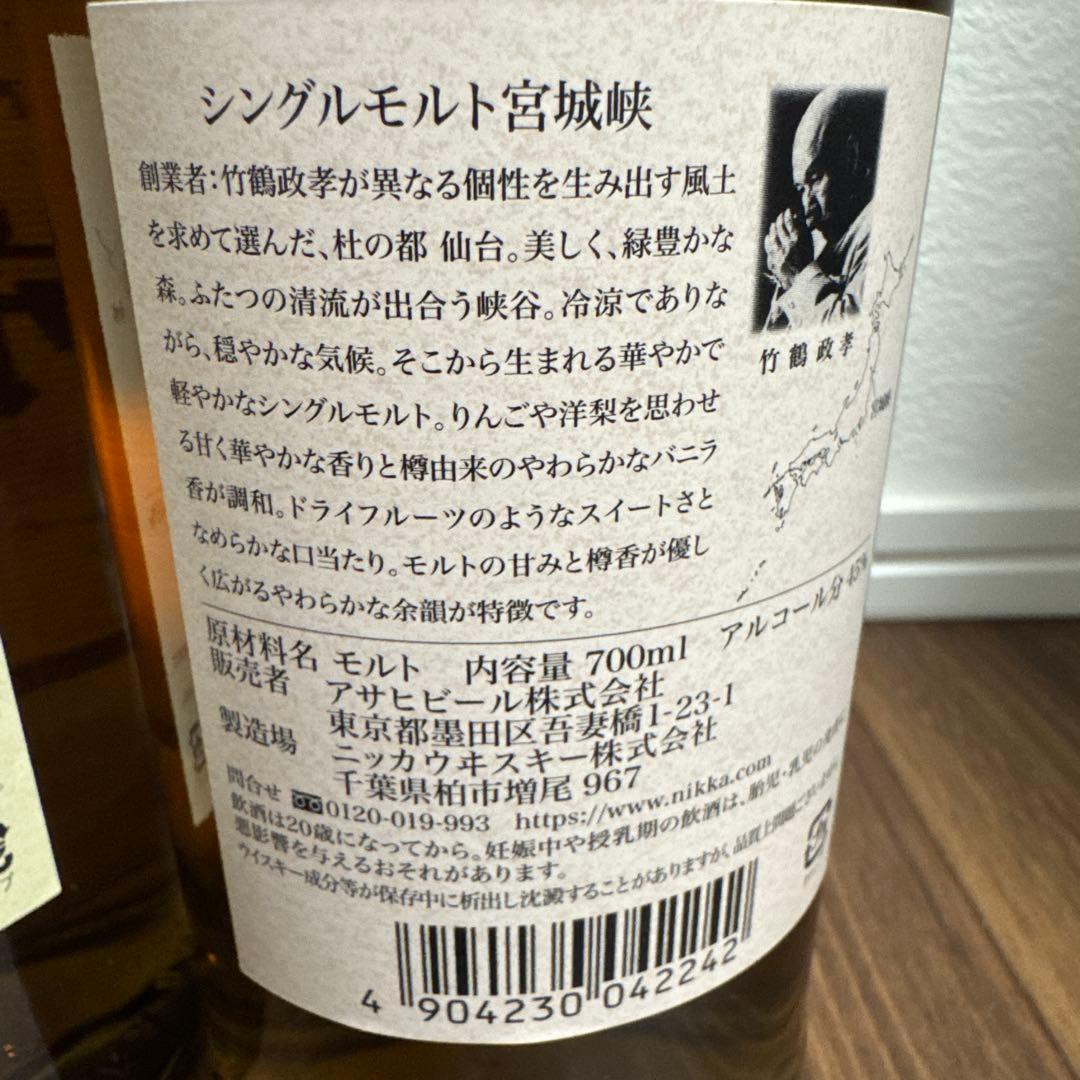 シングルモルト宮城峡
創業者:竹鶴政孝が異なる個性を生み出す風土
を求めて選んだ、杜の都 仙台。美しく、緑豊かな
森。ふたつの清流が出合う峡谷。冷涼でありな
がら、穏やかな気候。そこから生まれる華やかで
軽やかなシングルモルト。りんごや洋梨を思わせ
る甘く華やかな香りと樽由来のやわらかなバニラ
香が調和。ドライフルーツのようなスイートさと
なめらかな口当たり。モルトの甘みと樽香が優し
く広がるやわらかな余韻が特徴です。
竹鶴政孝
原材料名 モルト 内容量 700ml アルコール分 45%
販売者 アサヒビール株式会社
東京都墨田区吾妻橋1-23-1
製造場 ニッカウヰスキー株式会社
千葉県柏市増尾 967
問合せ 0120-019-993 https://www.nikka.com
飲酒は20歳になってから。妊娠中や授乳期の飲酒は、胎児・乳児の発育に
悪影響を与えるおそれがあります。
ウイスキー成分等が保存中に析出し沈澱することがありますが、品質上問題ございません。
4 904230 042242